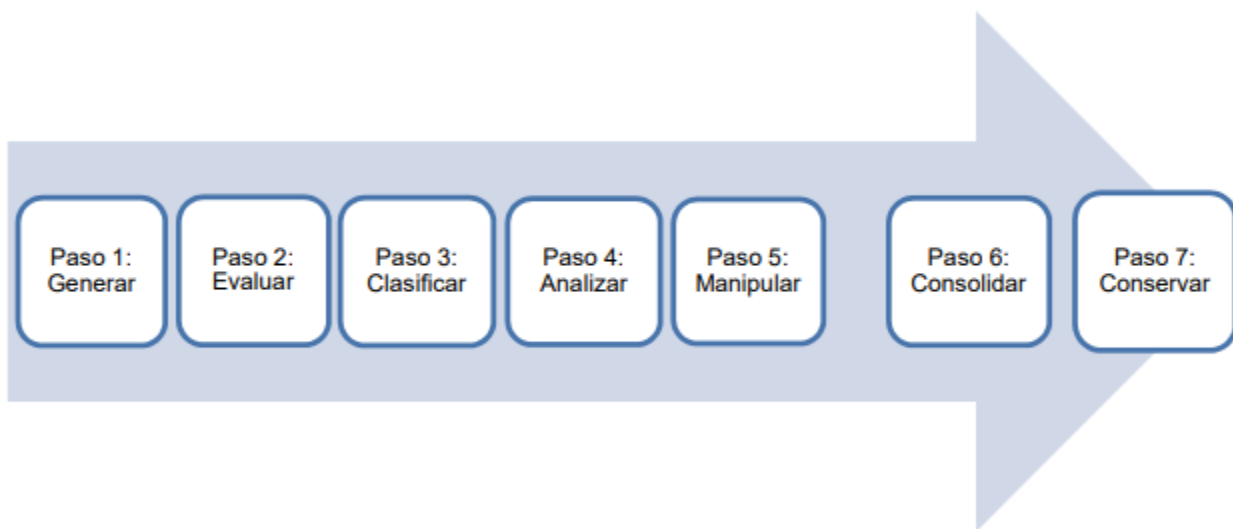 Paso 1:
Generar
Paso 2:
Evaluar
Paso 3:
Clasificar
Paso 4:
Analizar
Paso 5:
Manipular
Paso 6:
Consolidar
Paso 7:
Conservar